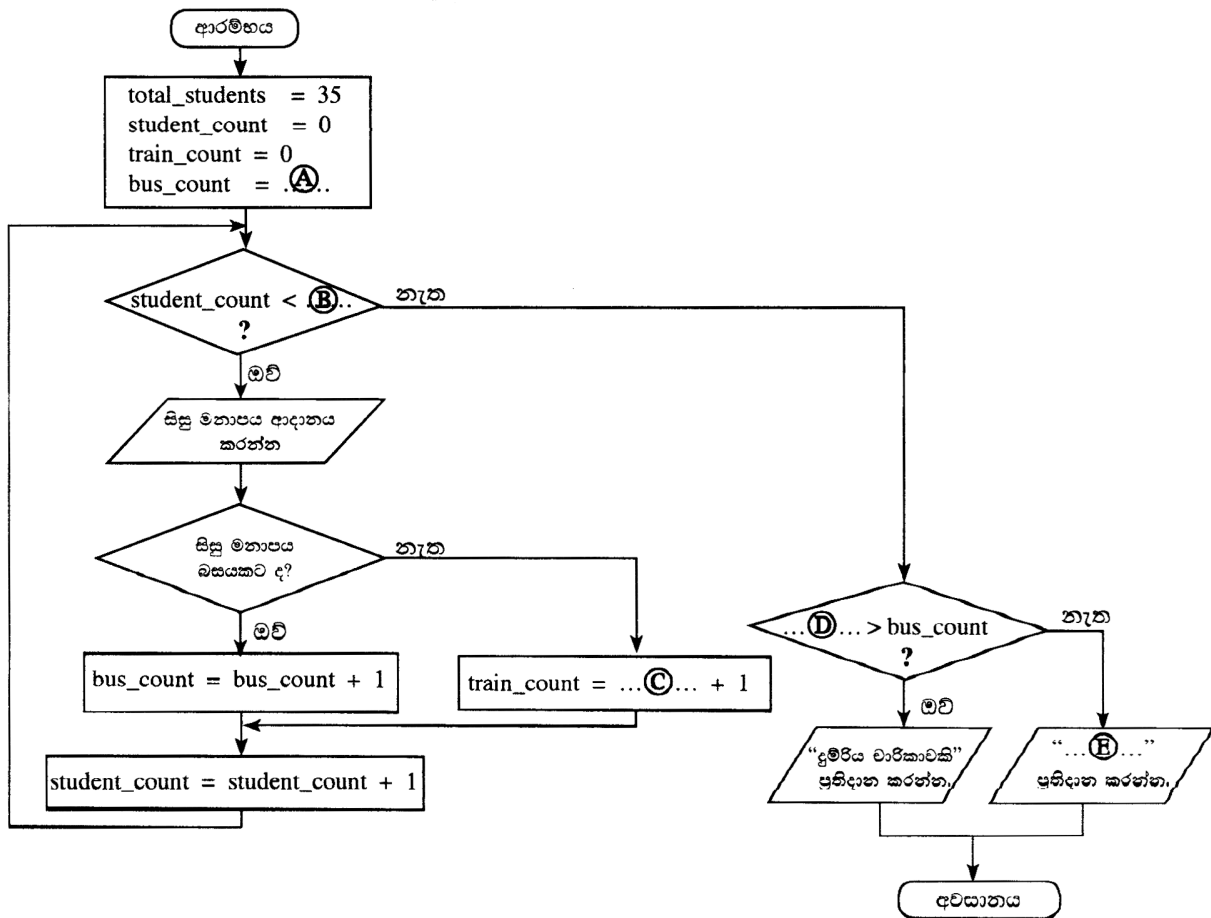 ආරම්භය
total_students = 35
student_count = 0
train_count = 0
bus_count = ..Ⓐ..
student_count < ..Ⓑ...
?
නැත
ඔව්
සිසු මනාපය ආදානය
කරන්න
සිසු මනාපය
බසයකට ද?
නැත
ඔව්
bus_count = bus_count + 1
train_count = ...Ⓒ... + 1
student_count = student_count + 1
...Ⓓ... > bus_count
?
නැත
ඔව්
“දුම්රිය චාරිකාවකි”
ප්‍රතිදාන කරන්න.
“...Ⓔ...”
ප්‍රතිදාන කරන්න.
අවසානය